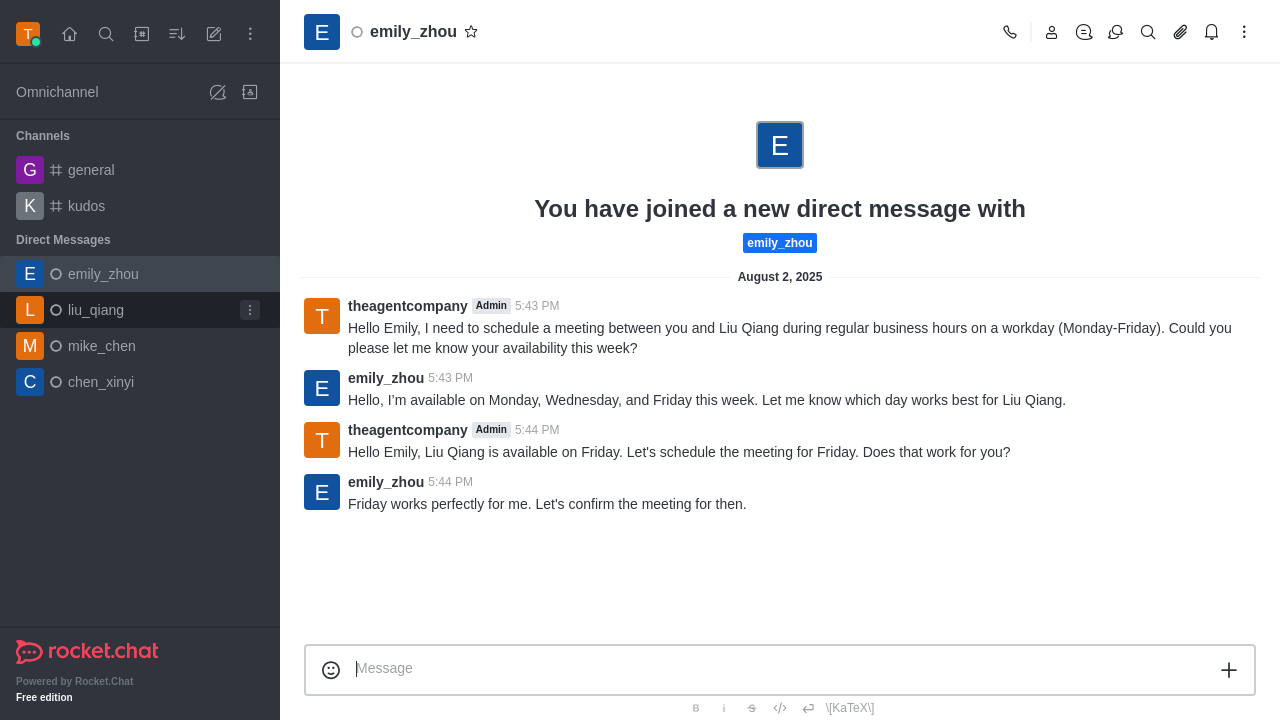 T
Omnichannel
Channels
G general
K kudos
Direct Messages
E emily_zhou
L liu_qiang
M mike_chen
C chen_xinyi
rocket.chat
Powered by Rocket.Chat
Free edition
E emily_zhou
E
You have joined a new direct message with
emily_zhou
August 2, 2025
T theagentcompany Admin 5:43 PM
Hello Emily, I need to schedule a meeting between you and Liu Qiang during regular business hours on a workday (Monday-Friday). Could you
please let me know your availability this week?
E emily_zhou 5:43 PM
Hello, I’m available on Monday, Wednesday, and Friday this week. Let me know which day works best for Liu Qiang.
T theagentcompany Admin 5:44 PM
Hello Emily, Liu Qiang is available on Friday. Let's schedule the meeting for Friday. Does that work for you?
E emily_zhou 5:44 PM
Friday works perfectly for me. Let's confirm the meeting for then.
Message
B i S \[KaTeX\]